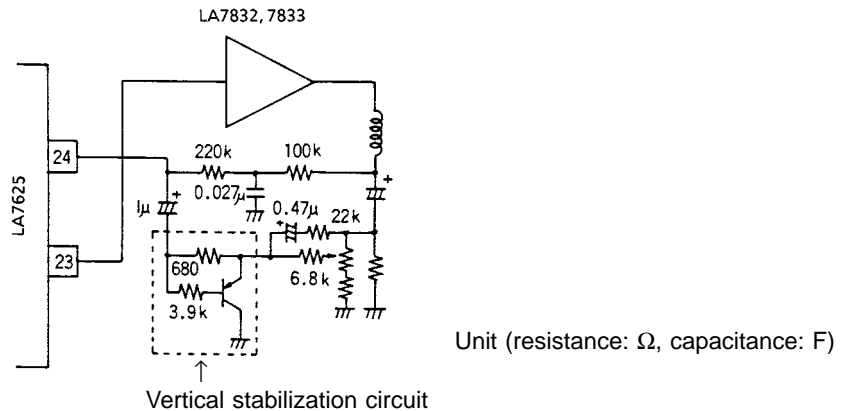 LA7832, 7833
LA7625
24
23
220k
100k
0.027μ
1μ
0.47μ
22k
680
6.8k
3.9k
+
+
+
Unit (resistance: Ω, capacitance: F)
Vertical stabilization circuit